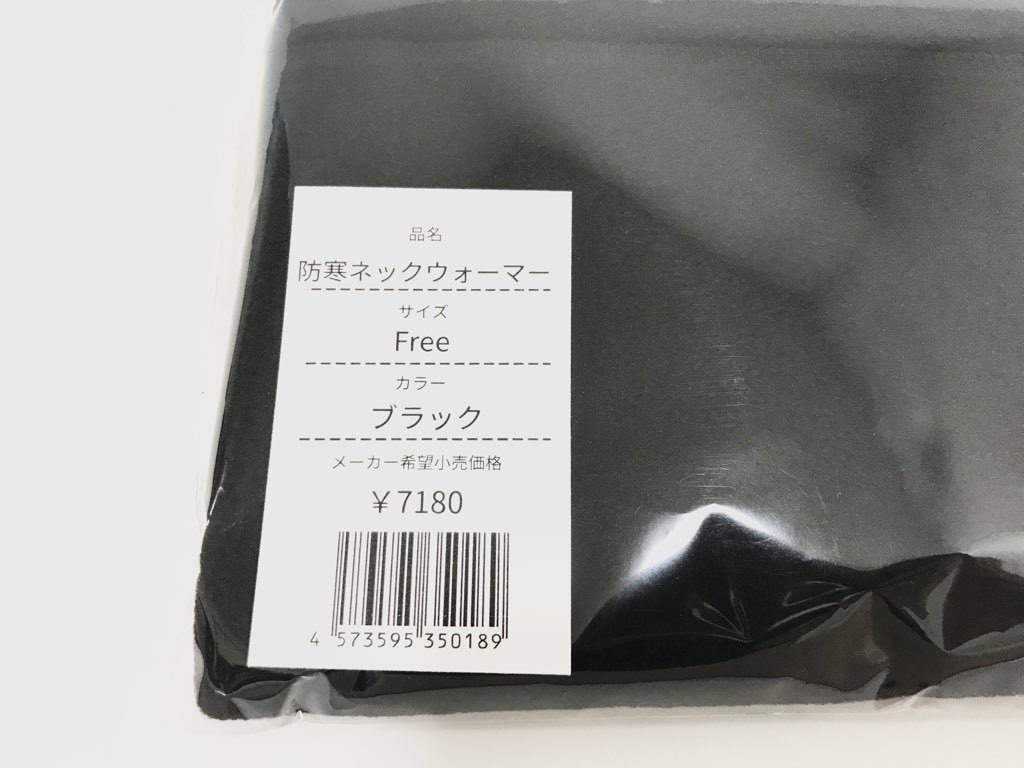 品名
防寒ネックウォーマー
サイズ
Free
カラー
ブラック
メーカー希望小売価格
￥7180
4 573595 350189